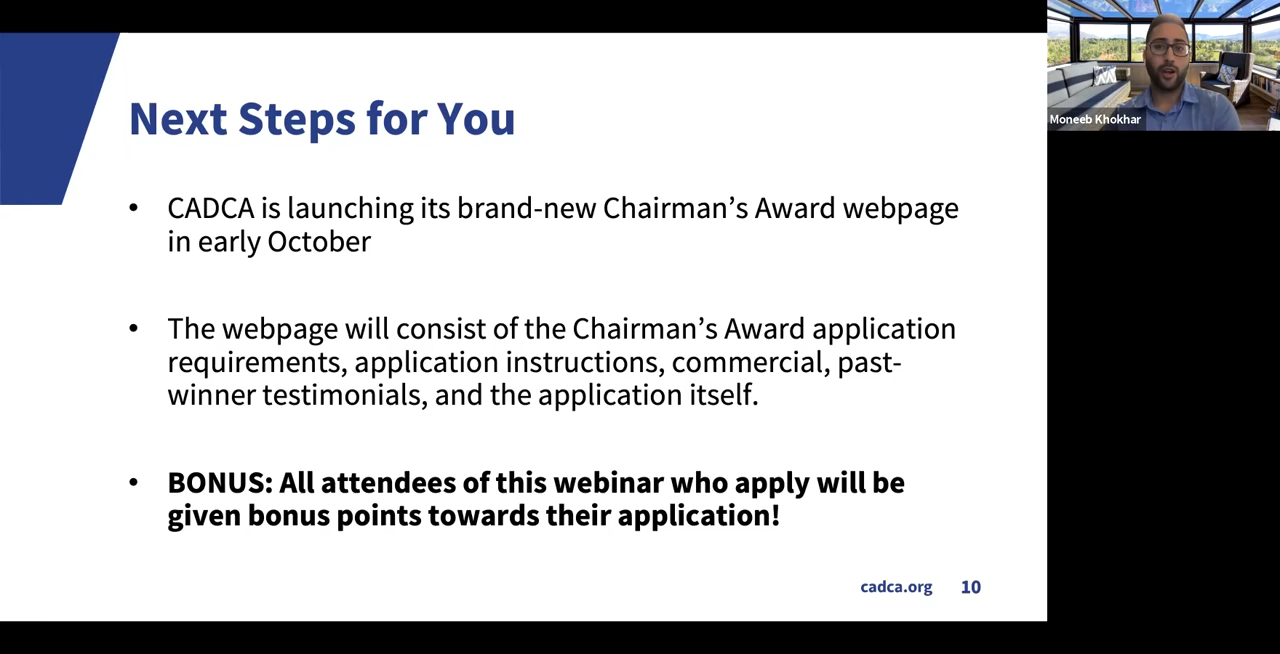 Next Steps for You
• CADCA is launching its brand-new Chairman’s Award webpage
in early October
• The webpage will consist of the Chairman’s Award application
requirements, application instructions, commercial, past-
winner testimonials, and the application itself.
• BONUS: All attendees of this webinar who apply will be
given bonus points towards their application!
cadca.org 10
Moneeb Khokhar